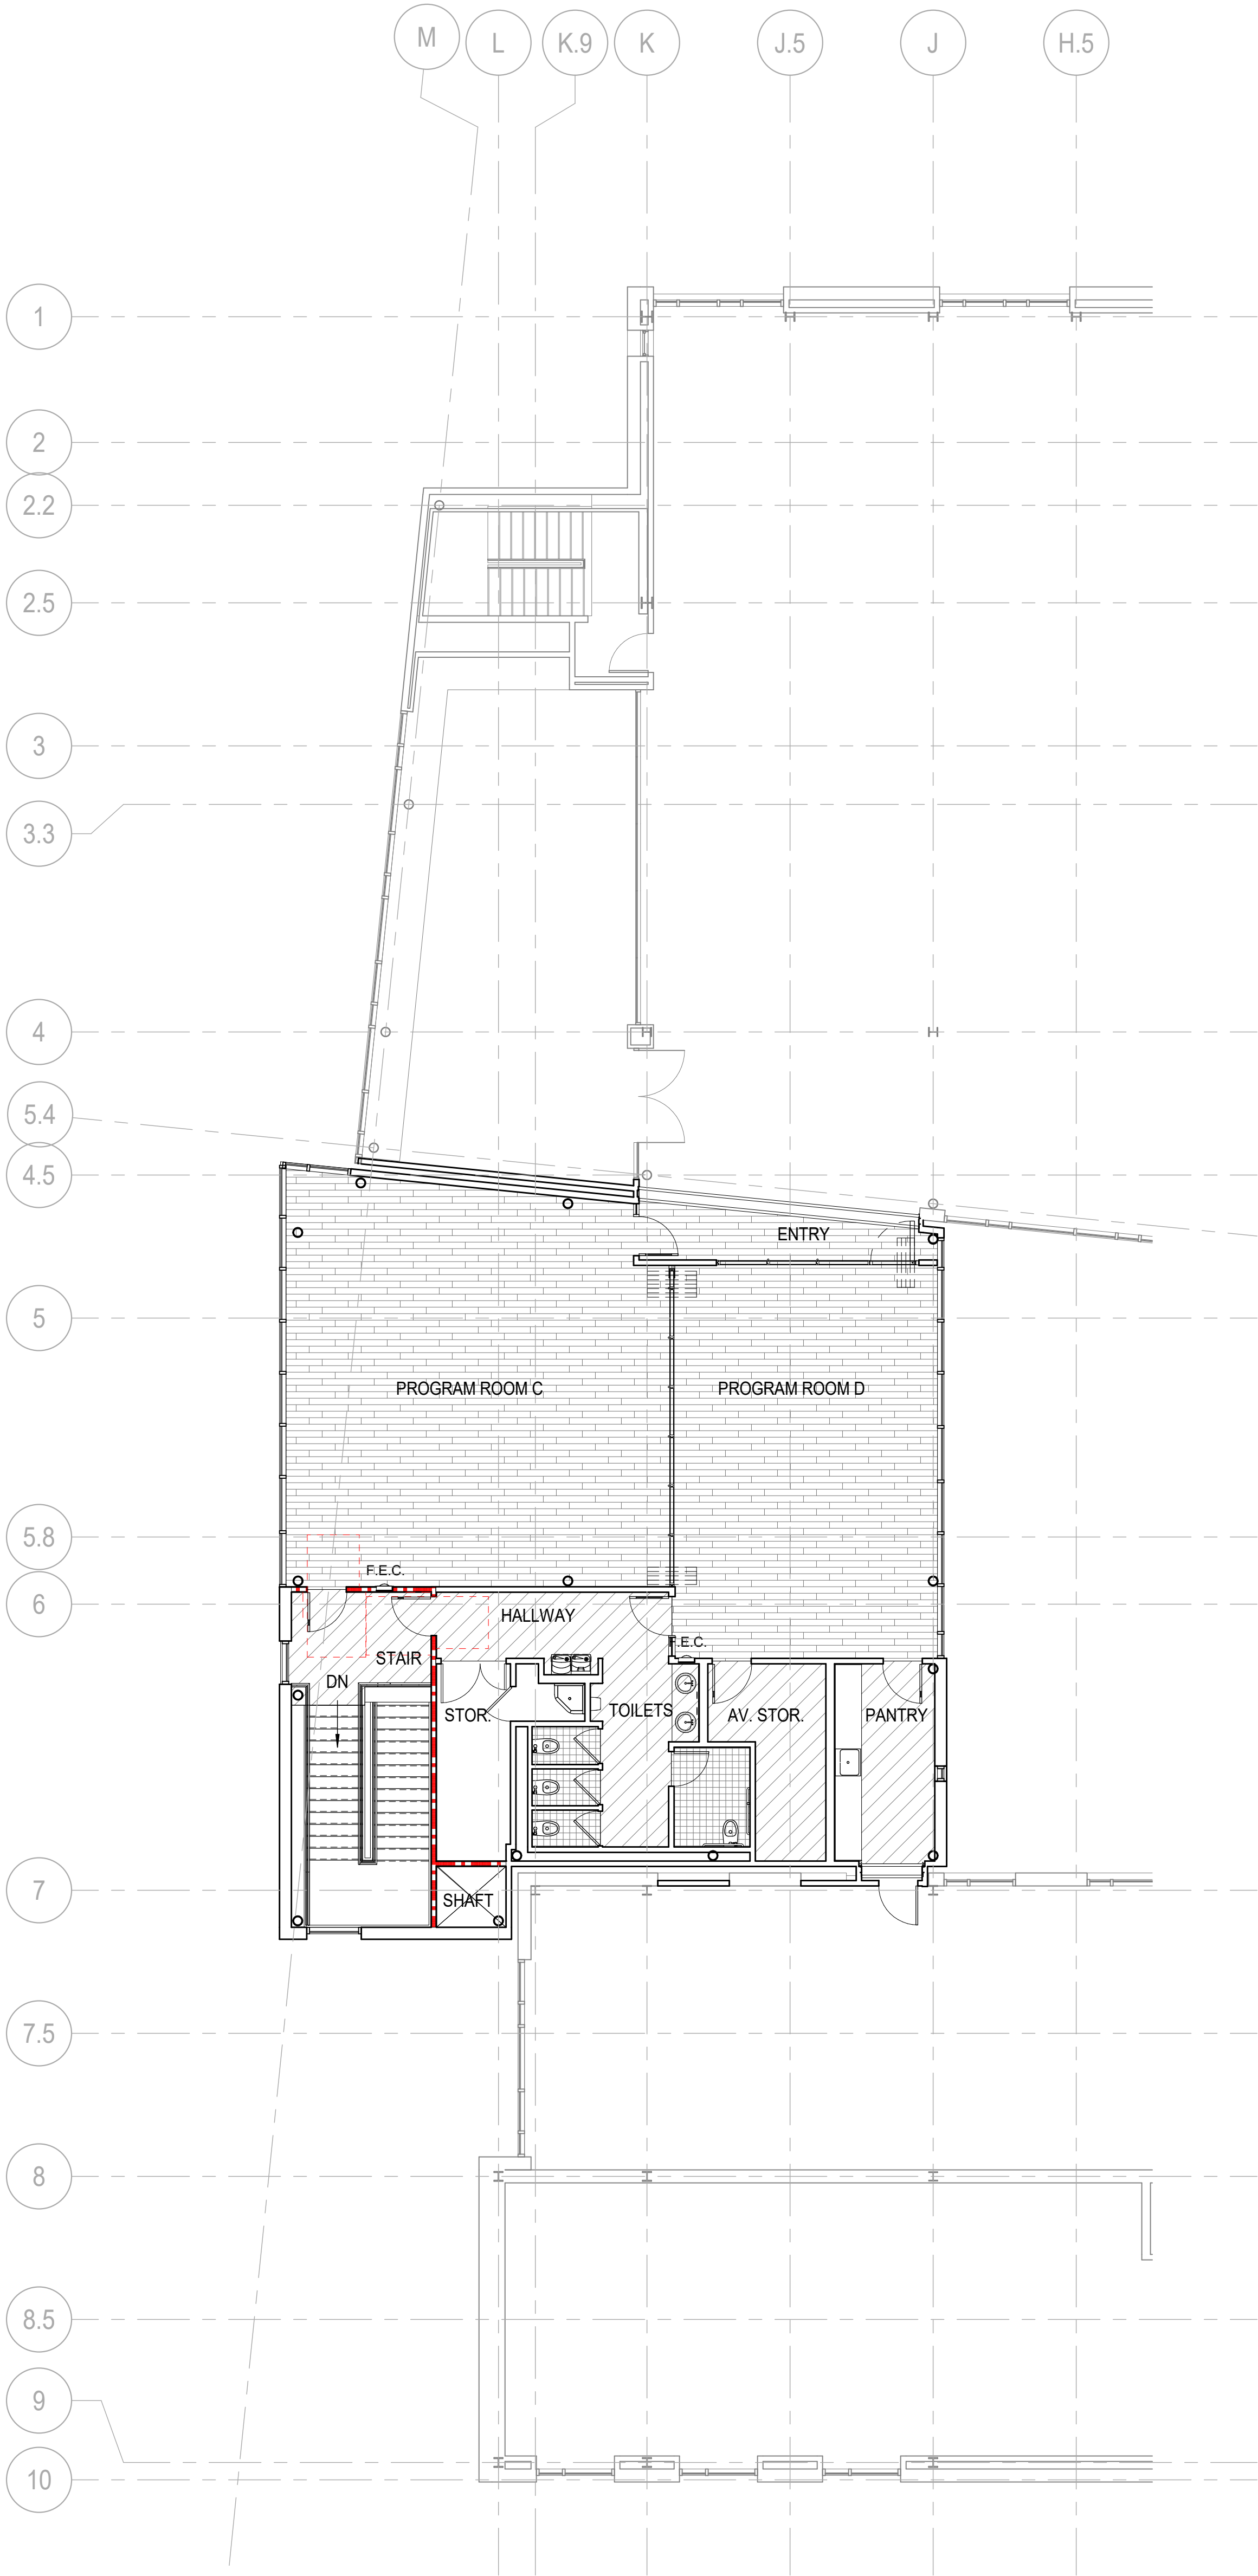 M
L
K.9
K
J.5
J
H.5
1
2
2.2
2.5
3
3.3
4
5.4
4.5
ENTRY
5
PROGRAM ROOM C
PROGRAM ROOM D
5.8
F.E.C.
6
HALLWAY
F.E.C.
STAIR
DN
STOR.
TOILETS
AV. STOR.
PANTRY
7
SHAFT
7.5
8
8.5
9
10